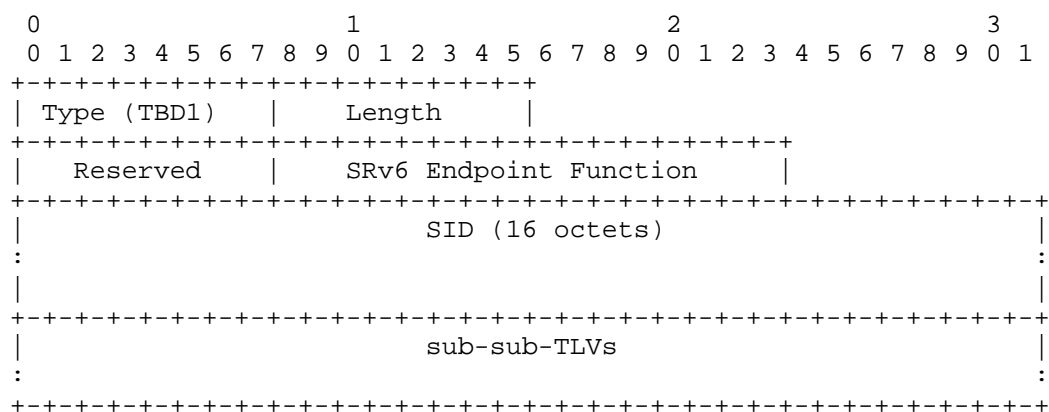 0                   1                   2                   3
 0 1 2 3 4 5 6 7 8 9 0 1 2 3 4 5 6 7 8 9 0 1 2 3 4 5 6 7 8 9 0 1
+-+-+-+-+-+-+-+-+-+-+-+-+-+-+-+-+
| Type (TBD1)   |    Length     |
+-+-+-+-+-+-+-+-+-+-+-+-+-+-+-+-+-+-+-+-+-+-+-+-+
|   Reserved    |    SRv6 Endpoint Function     |
+-+-+-+-+-+-+-+-+-+-+-+-+-+-+-+-+-+-+-+-+-+-+-+-+-+-+-+-+-+-+-+-+
|                         SID (16 octets)                       |
:                                                               :
|                                                               |
+-+-+-+-+-+-+-+-+-+-+-+-+-+-+-+-+-+-+-+-+-+-+-+-+-+-+-+-+-+-+-+-+
|                         sub-sub-TLVs                          |
:                                                               :
+-+-+-+-+-+-+-+-+-+-+-+-+-+-+-+-+-+-+-+-+-+-+-+-+-+-+-+-+-+-+-+-+